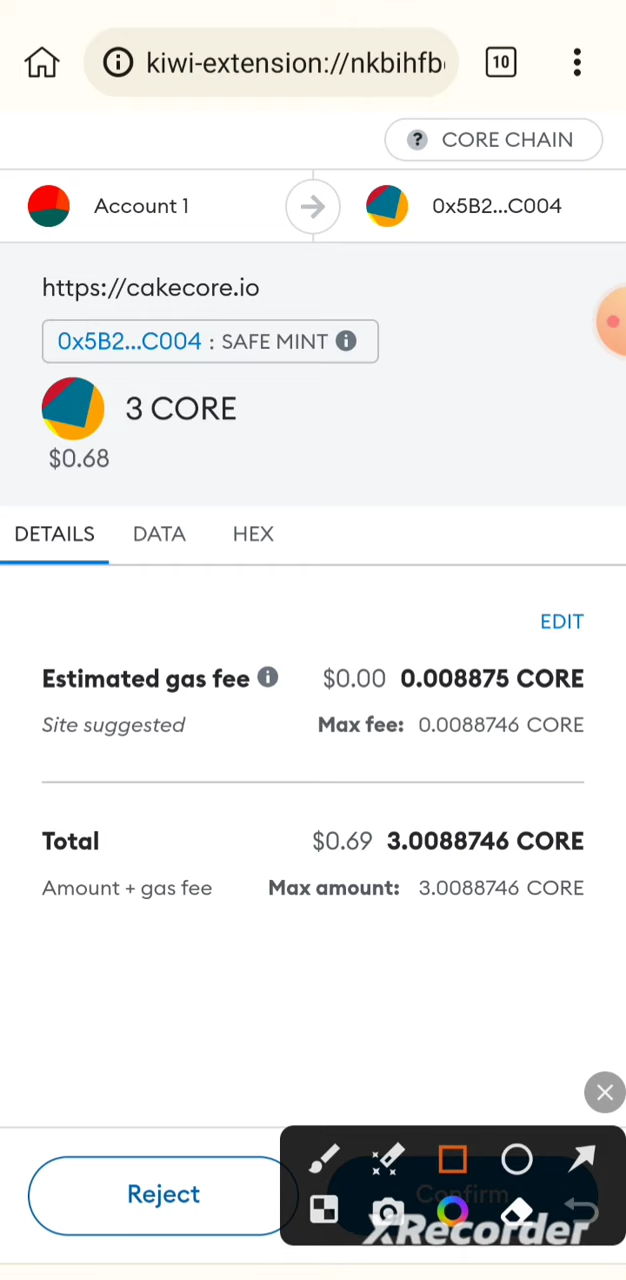 kiwi-extension://nkbihfb
10
? CORE CHAIN
Account 1
0x5B2...C004
https://cakecore.io
0x5B2...C004 : SAFE MINT
3 CORE
$0.68
DETAILS DATA HEX
EDIT
Estimated gas fee $0.00 0.008875 CORE
Site suggested Max fee: 0.0088746 CORE
Total $0.69 3.0088746 CORE
Amount + gas fee Max amount: 3.0088746 CORE
Reject
Confirm
XRecorder